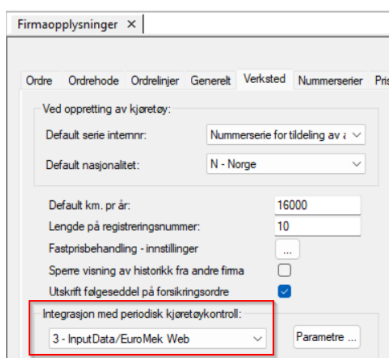 Firmaopplysninger ×
Ordre Ordrehode Ordrelinjer Generelt Verksted Nummerserier Pris
Ved oppretting av kjøretøy:
Default serie internnr: Nummerserie for tildeling av
Default nasjonalitet: N - Norge
Default km. pr år: 16000
Lengde på registreringsnummer: 10
Fastprisbehandling - innstillinger ...
Sperre visning av historikk fra andre firma
Utskrift følgeseddel på forsikringsordre
Integrasjon med periodisk kjøretøykontroll:
3 - InputData/EuroMek Web Parametre ...